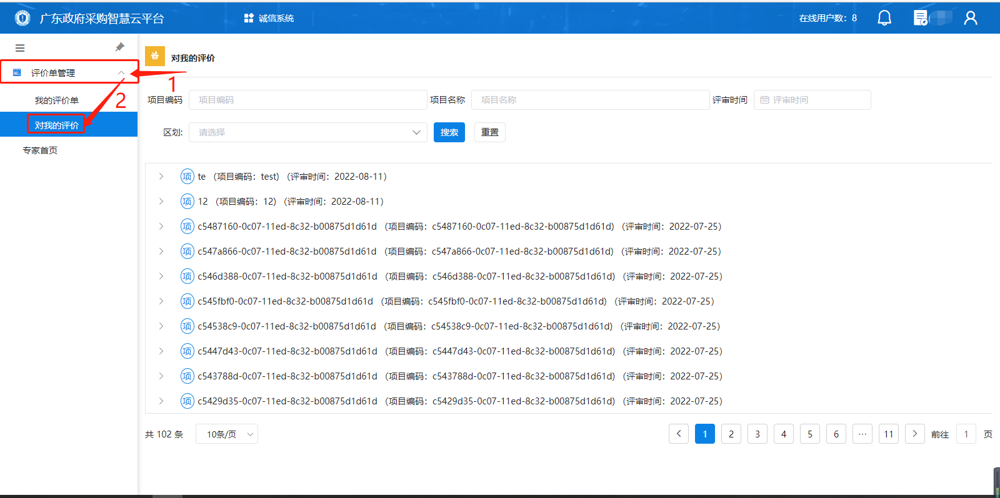 广东政府采购智慧云平台
诚信系统
在线用户数：8
评价单管理
1
我的评价单
2
对我的评价
专家首页
对我的评价
项目编码 项目编码 项目名称 项目名称 评审时间 评审时间
区划: 请选择 搜索 重置
项 te （项目编码：test）（评审时间：2022-08-11）
项 12 （项目编码：12）（评审时间：2022-08-11）
项 c5487160-0c07-11ed-8c32-b00875d1d61d （项目编码：c5487160-0c07-11ed-8c32-b00875d1d61d）（评审时间：2022-07-25）
项 c547a866-0c07-11ed-8c32-b00875d1d61d （项目编码：c547a866-0c07-11ed-8c32-b00875d1d61d）（评审时间：2022-07-25）
项 c546d388-0c07-11ed-8c32-b00875d1d61d （项目编码：c546d388-0c07-11ed-8c32-b00875d1d61d）（评审时间：2022-07-25）
项 c545fbf0-0c07-11ed-8c32-b00875d1d61d （项目编码：c545fbf0-0c07-11ed-8c32-b00875d1d61d）（评审时间：2022-07-25）
项 c54538c9-0c07-11ed-8c32-b00875d1d61d （项目编码：c54538c9-0c07-11ed-8c32-b00875d1d61d）（评审时间：2022-07-25）
项 c5447d43-0c07-11ed-8c32-b00875d1d61d （项目编码：c5447d43-0c07-11ed-8c32-b00875d1d61d）（评审时间：2022-07-25）
项 c543788d-0c07-11ed-8c32-b00875d1d61d （项目编码：c543788d-0c07-11ed-8c32-b00875d1d61d）（评审时间：2022-07-25）
项 c5429d35-0c07-11ed-8c32-b00875d1d61d （项目编码：c5429d35-0c07-11ed-8c32-b00875d1d61d）（评审时间：2022-07-25）
共 102 条 10条/页 1 2 3 4 5 6 ··· 11 前往 1 页